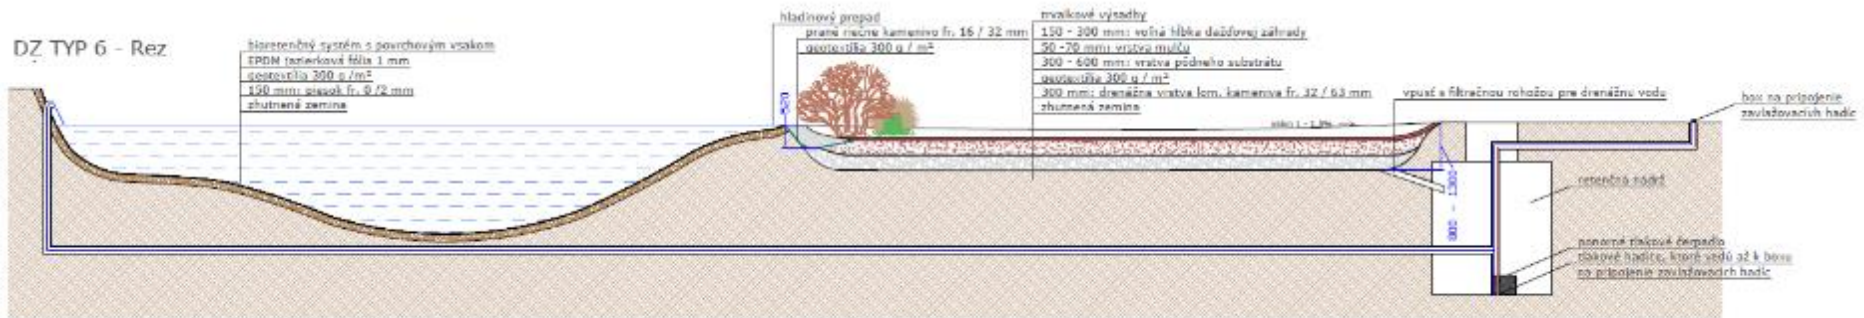 DZ TYP 6 - Rez
bioretenčný systém s povrchovým vsakom
EPDM jazierková fólia 1 mm
geotextília 300 g /m²
150 mm: piesok fr. 0 /2 mm
zhutnená zemina
hladinový prepad
prané riečne kamenivo fr. 16 / 32 mm
geotextília 300 g / m²
trvalkové výsadby
150 - 300 mm: voľná hĺbka dažďovej záhrady
50 -70 mm: vrstva mulču
300 - 600 mm: vrstva pôdneho substrátu
geotextília 300 g / m²
300 mm: drenážna vrstva lom. kameniva fr. 32 / 63 mm
zhutnená zemina
vpusť s filtračnou rohožou pre drenážnu vodu
box na pripojenie
zavlažovacích hadíc
retenčná nádrž
800 - 1300
ponorné tlakové čerpadlo
tlakové hadice, ktoré vedú až k boxu
na pripojenie zavlažovacích hadíc